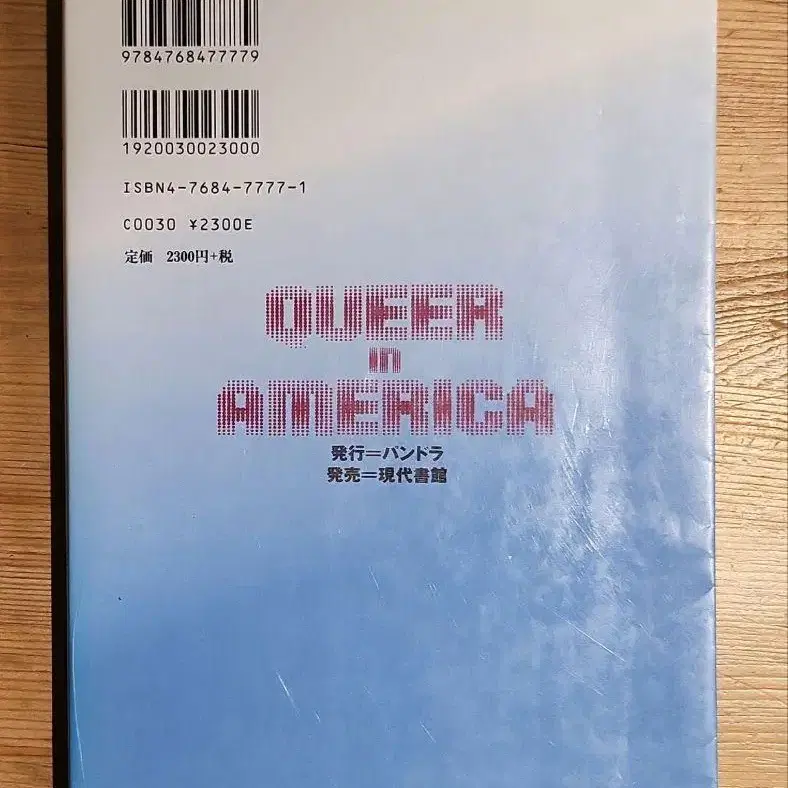 9784768477779
1920030023000
ISBN4-7684-7777-1
C0030 ¥2300E
定価 2300円+税
QUEER
in
AMERICA
発行=パンドラ
発売=現代書館